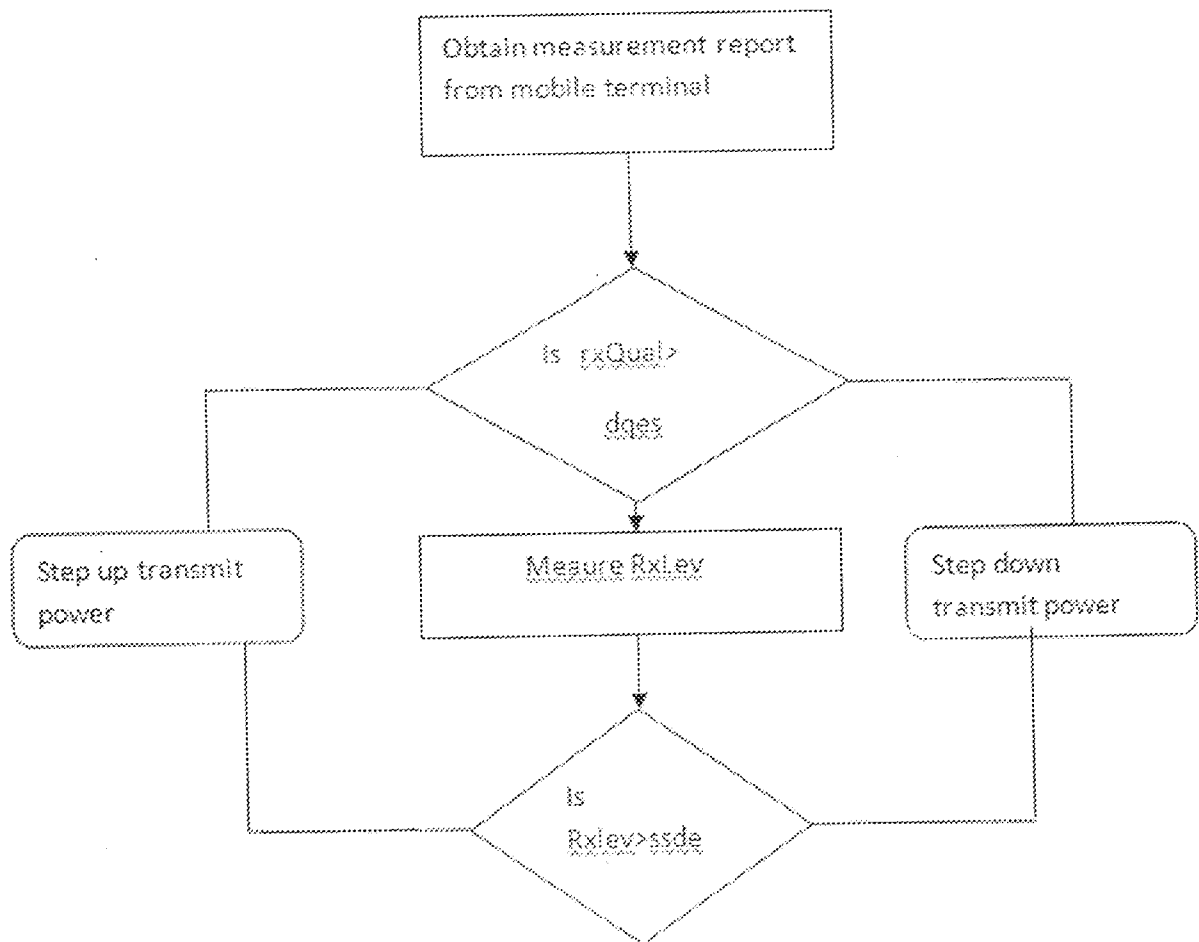 Obtain measurement report
from mobile terminal
Is rxQual>
dqes
Step up transmit
power
Meaure RxLev
Step down
transmit power
Is
Rxlev>ssde